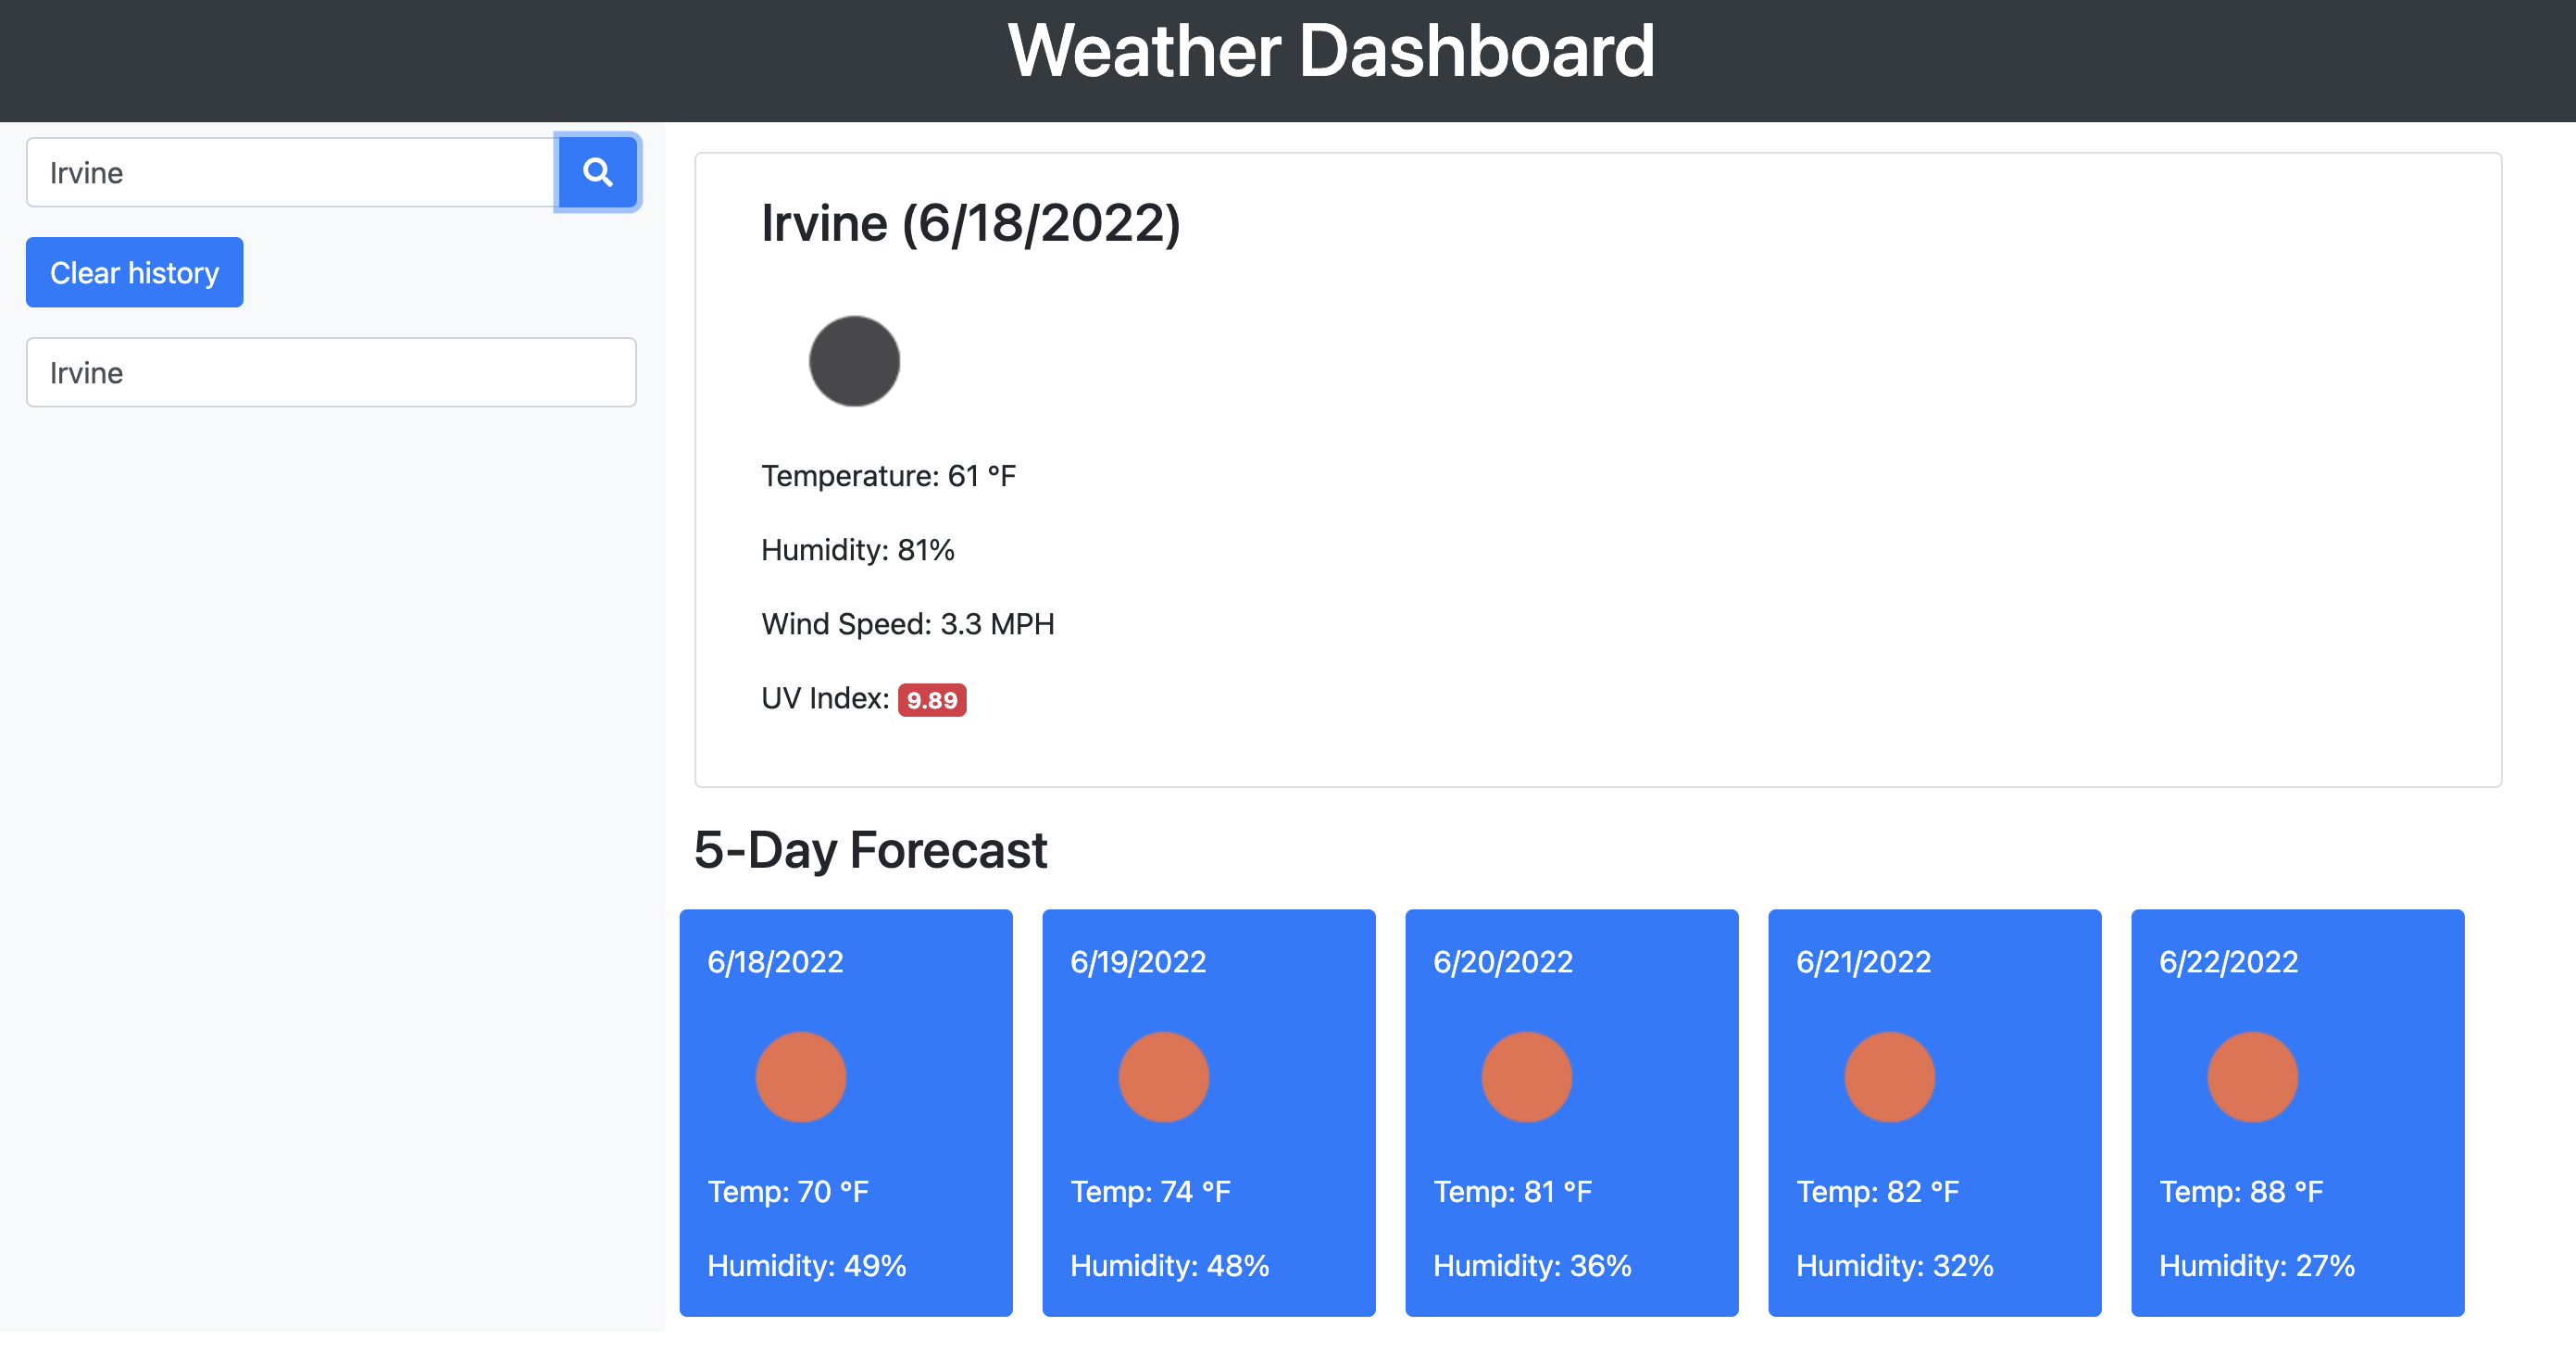 Weather Dashboard
Irvine
Clear history
Irvine
Irvine (6/18/2022)
Temperature: 61 °F
Humidity: 81%
Wind Speed: 3.3 MPH
UV Index: 9.89
5-Day Forecast
6/18/2022
Temp: 70 °F
Humidity: 49%
6/19/2022
Temp: 74 °F
Humidity: 48%
6/20/2022
Temp: 81 °F
Humidity: 36%
6/21/2022
Temp: 82 °F
Humidity: 32%
6/22/2022
Temp: 88 °F
Humidity: 27%